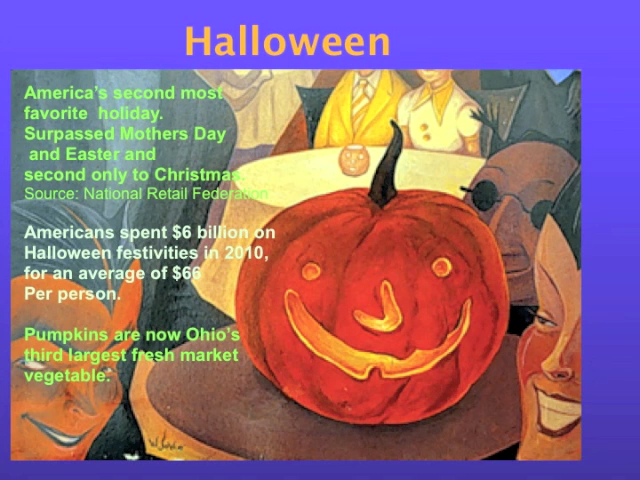 Halloween
America's second most
favorite  holiday.
Surpassed Mothers Day
 and Easter and
second only to Christmas.
Source: National Retail Federation
Americans spent $6 billion on
Halloween festivities in 2010,
for an average of $66
Per person.
Pumpkins are now Ohio's
third largest fresh market
vegetable.